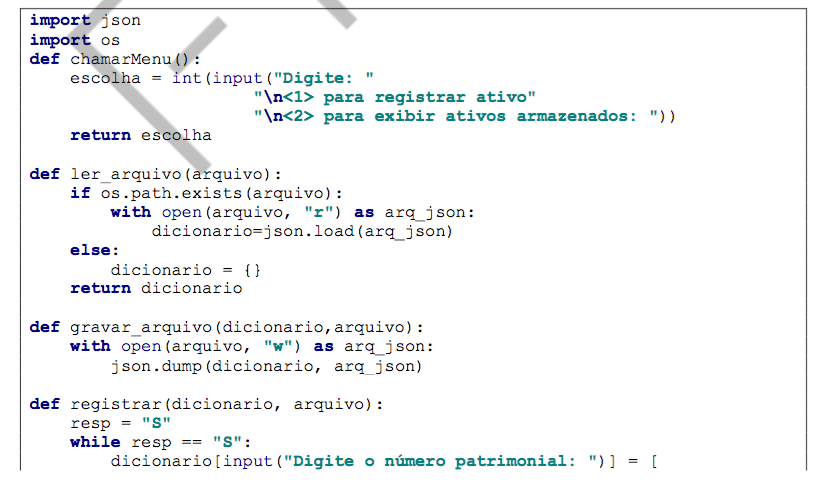 import json
import os
def chamarMenu():
    escolha = int(input("Digite: "
                      "\n<1> para registrar ativo"
                      "\n<2> para exibir ativos armazenados: "))
    return escolha

def ler_arquivo(arquivo):
    if os.path.exists(arquivo):
        with open(arquivo, "r") as arq_json:
            dicionario=json.load(arq_json)
    else:
        dicionario = {}
    return dicionario

def gravar_arquivo(dicionario,arquivo):
    with open(arquivo, "w") as arq_json:
        json.dump(dicionario, arq_json)

def registrar(dicionario, arquivo):
    resp = "S"
    while resp == "S":
        dicionario[input("Digite o número patrimonial: ")] = [